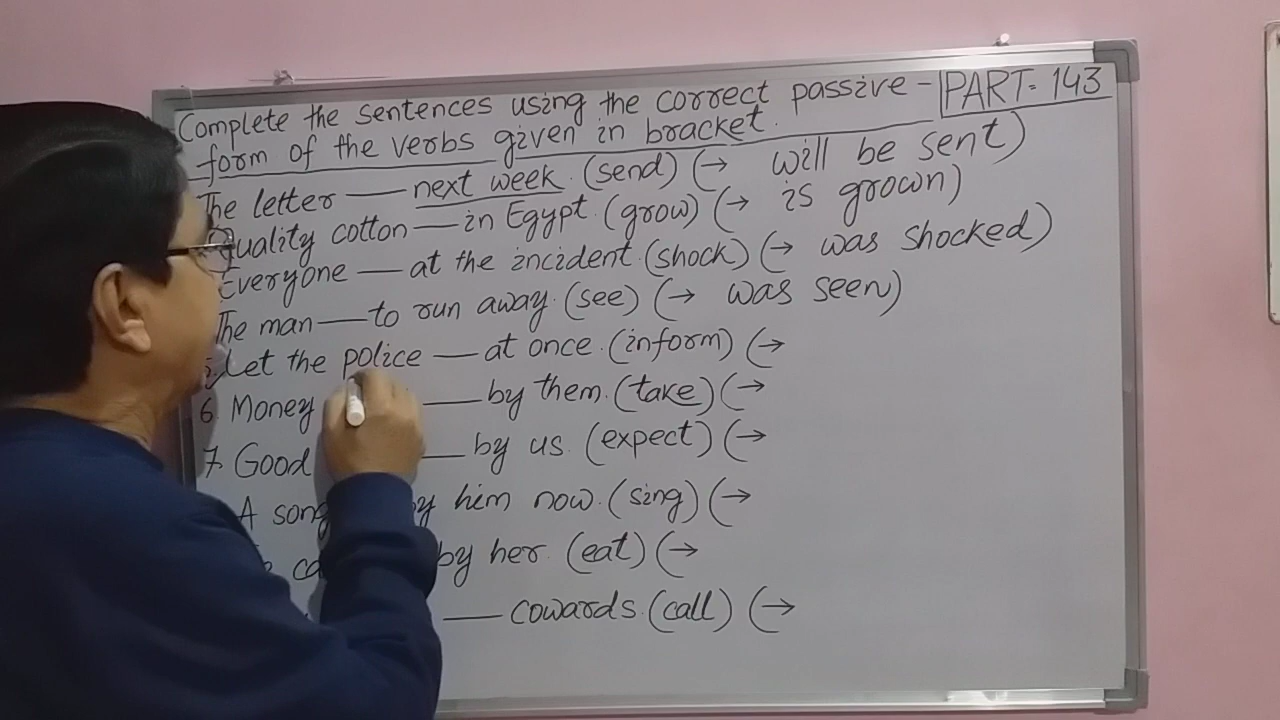 Complete the sentences using the correct passive - PART- 143
form of the verbs given in bracket.
The letter — next week. (send) (→ will be sent)
Quality cotton — in Egypt. (grow) (→ is grown)
Everyone — at the incident. (shock) (→ was shocked)
The man — to run away. (see) (→ was seen)
Let the police — at once. (inform) (→
6. Money — by them. (take) (→
7. Good — by us. (expect) (→
A song by him now. (sing) (→
by her. (eat) (→
— cowards. (call) (→